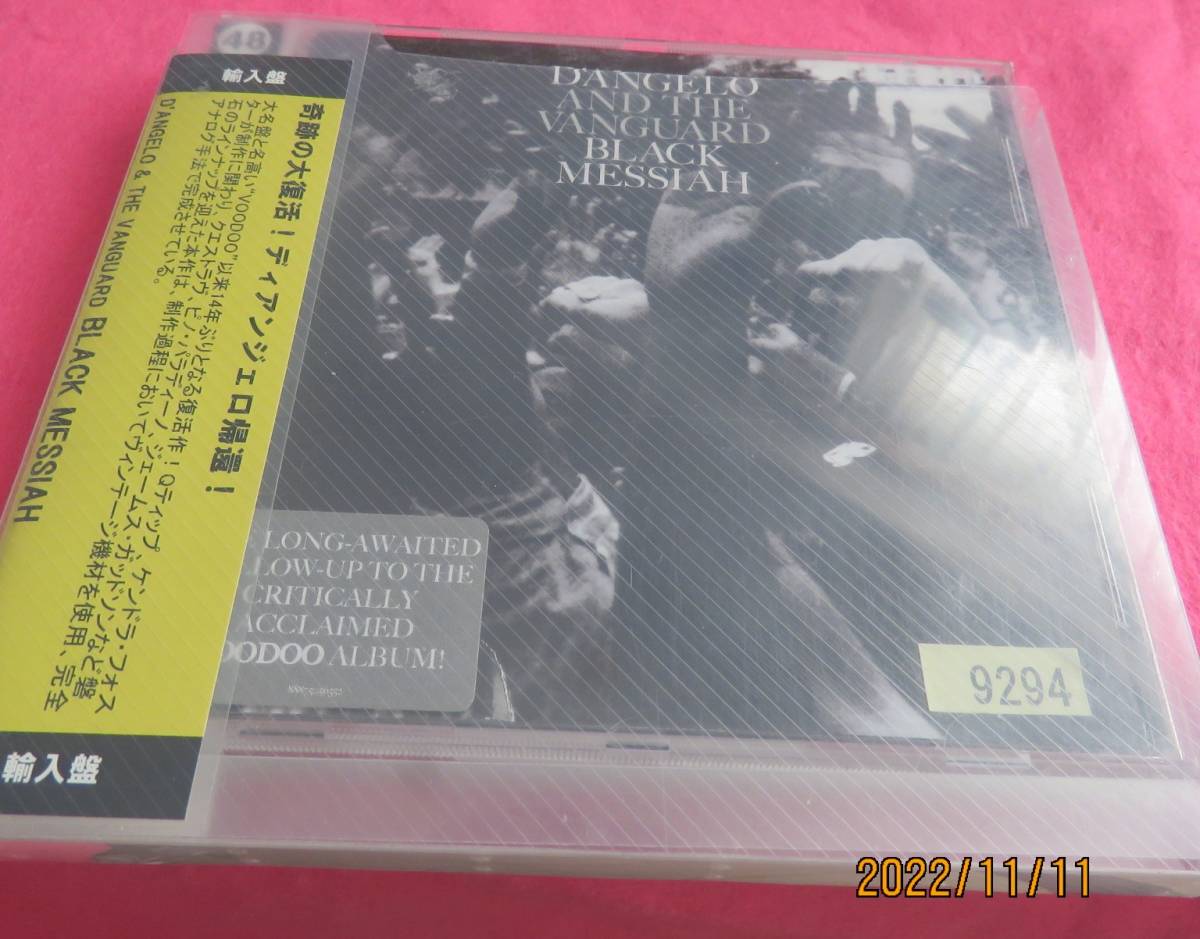 48
輸入盤
奇跡の大復活！ディアンジェロ帰還！
大名盤と名高い"VOODOO"以来14年ぶりとなる復活作！Qティップ、ケンドラ・フォス
ターが制作に関わり、クエストラヴ、ピノ・パラディーノ、ジェームス・ガッドソンなど盤
石のラインナップを迎えた本作は、制作過程においてヴィンテージ機材を使用、完全
アナログ手法で完成させている。
D'ANGELO & THE VANGUARD BLACK MESSIAH
輸入盤
D'ANGELO
AND THE
VANGUARD
BLACK
MESSIAH
LONG-AWAITED
LOW-UP TO THE
CRITICALLY
ACCLAIMED
OODOO ALBUM!
9294
2022/11/11